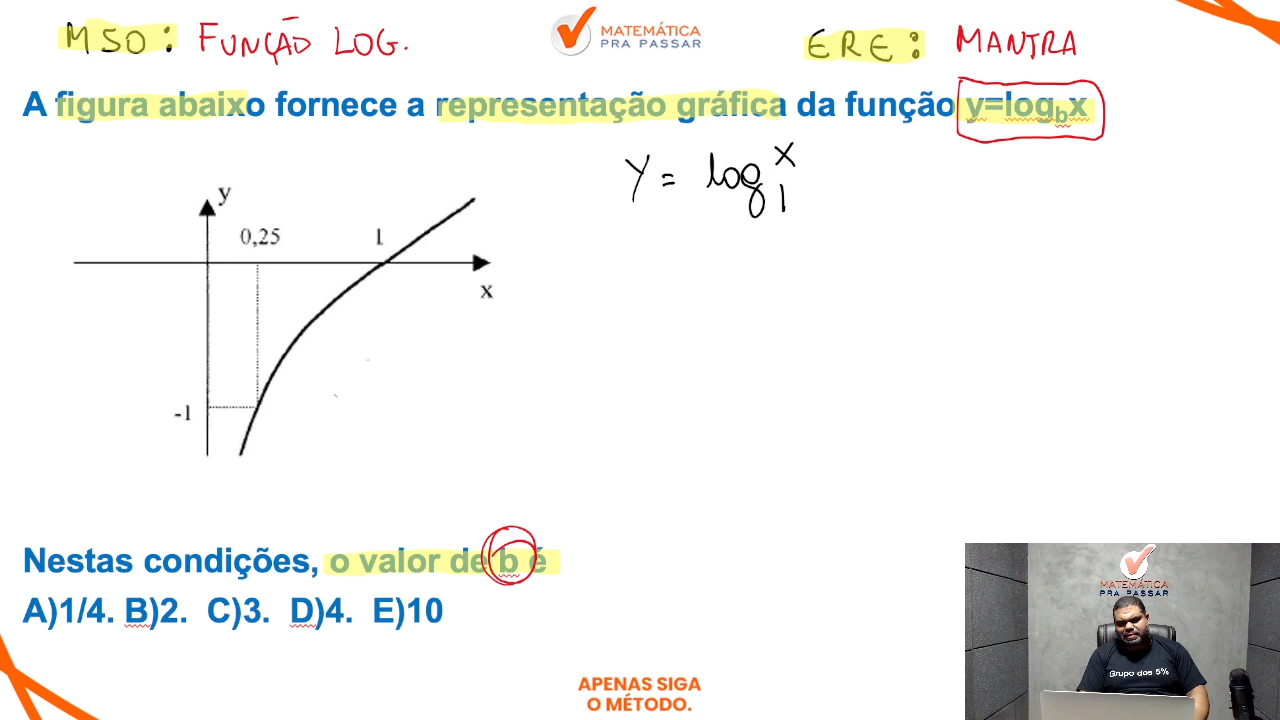 MSO: FUNÇÃO LOG.
MATEMÁTICA
PRA PASSAR
ERE: MANTRA
A figura abaixo fornece a representação gráfica da função y=log_b x
Y = log_1^x
y
0,25
1
x
-1
Nestas condições, o valor de b é
A)1/4. B)2. C)3. D)4. E)10
MATEMÁTICA
PRA PASSAR
Grupo dos 5%
APENAS SIGA
O MÉTODO.